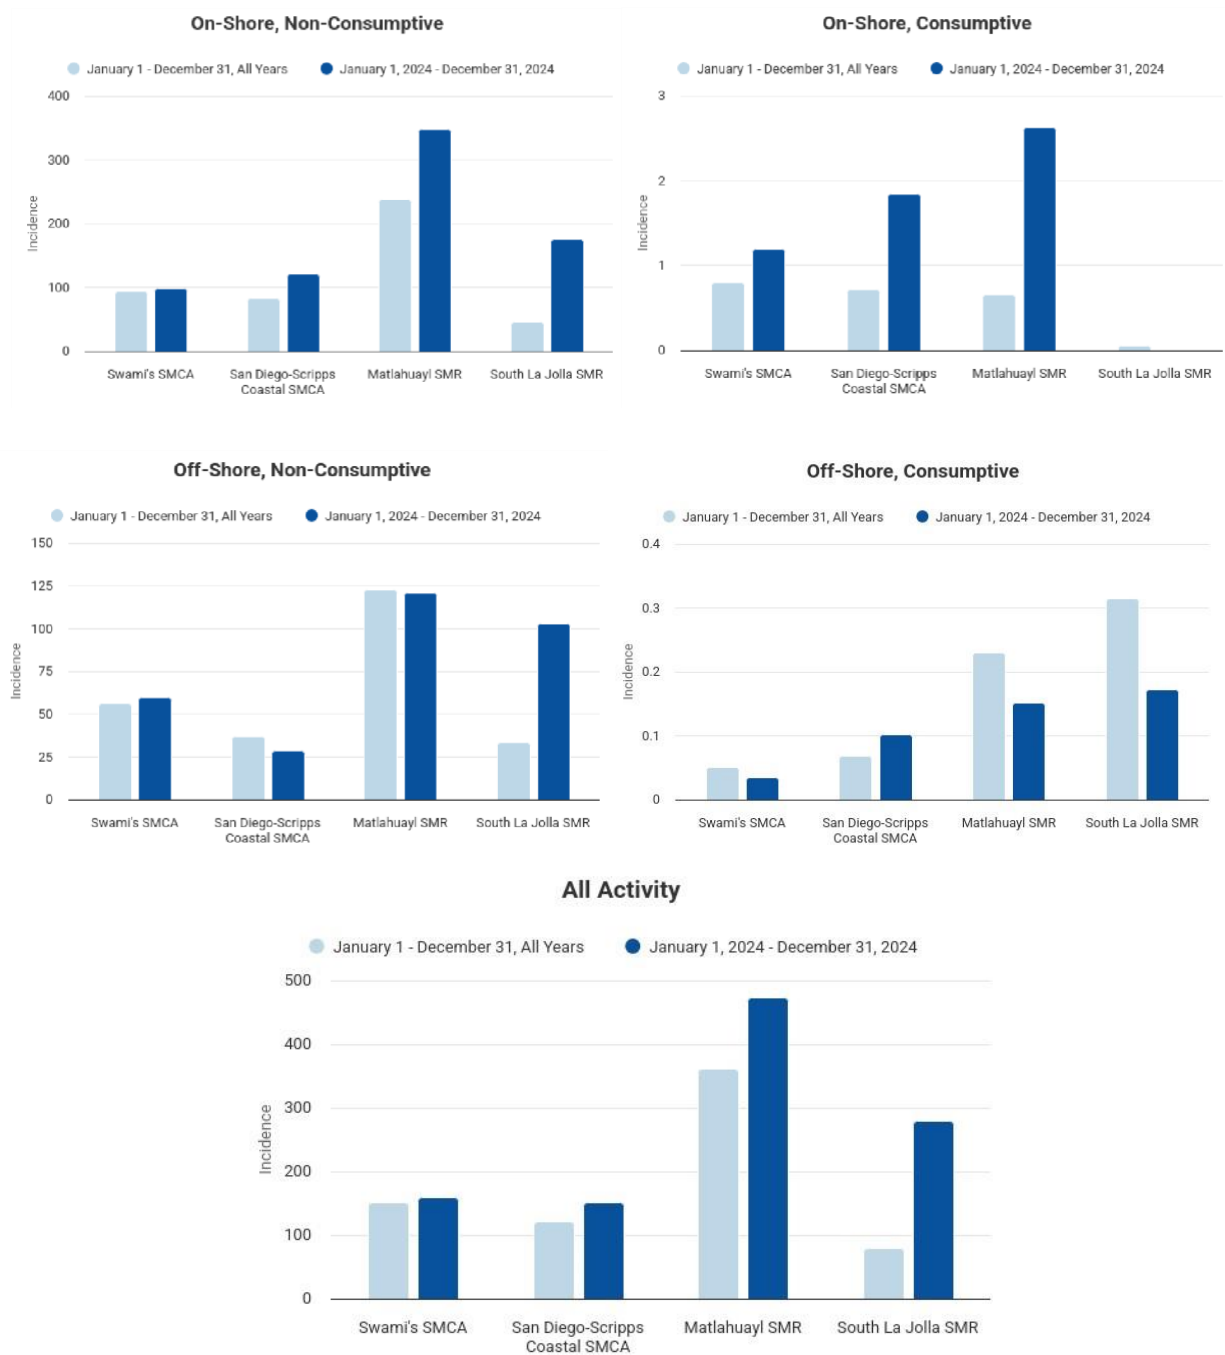 On-Shore, Non-Consumptive
January 1 - December 31, All Years
January 1, 2024 - December 31, 2024
400
300
200
100
0
Incidence
Swami's SMCA
San Diego-Scripps
Coastal SMCA
Matlahuayl SMR
South La Jolla SMR
On-Shore, Consumptive
January 1 - December 31, All Years
January 1, 2024 - December 31, 2024
3
2
1
0
Incidence
Swami's SMCA
San Diego-Scripps
Coastal SMCA
Matlahuayl SMR
South La Jolla SMR
Off-Shore, Non-Consumptive
January 1 - December 31, All Years
January 1, 2024 - December 31, 2024
150
125
100
75
50
25
0
Incidence
Swami's SMCA
San Diego-Scripps
Coastal SMCA
Matlahuayl SMR
South La Jolla SMR
Off-Shore, Consumptive
January 1 - December 31, All Years
January 1, 2024 - December 31, 2024
0.4
0.3
0.2
0.1
0
Incidence
Swami's SMCA
San Diego-Scripps
Coastal SMCA
Matlahuayl SMR
South La Jolla SMR
All Activity
January 1 - December 31, All Years
January 1, 2024 - December 31, 2024
500
400
300
200
100
0
Incidence
Swami's SMCA
San Diego-Scripps
Coastal SMCA
Matlahuayl SMR
South La Jolla SMR